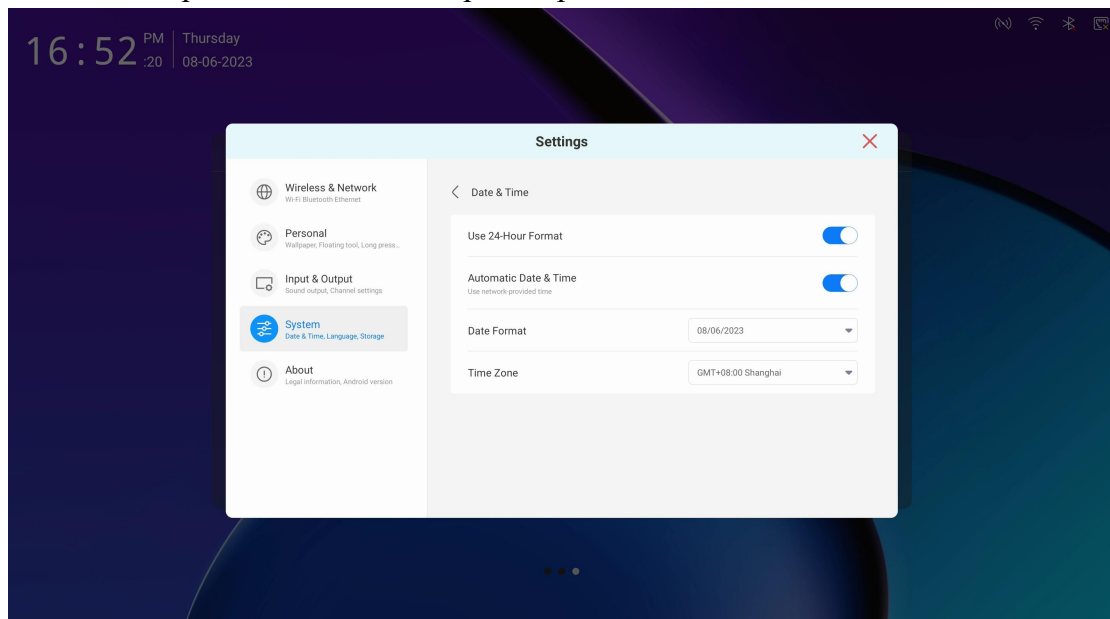 16:52 PM :20
Thursday
08-06-2023
Settings
Wireless & Network
Wi-Fi Bluetooth Ethernet
Personal
Wallpaper, Floating tool, Long press...
Input & Output
Sound output, Channel settings
System
Date & Time, Language, Storage
About
Legal information, Android version
Date & Time
Use 24-Hour Format
Automatic Date & Time
Use network-provided time
Date Format
08/06/2023
Time Zone
GMT+08:00 Shanghai